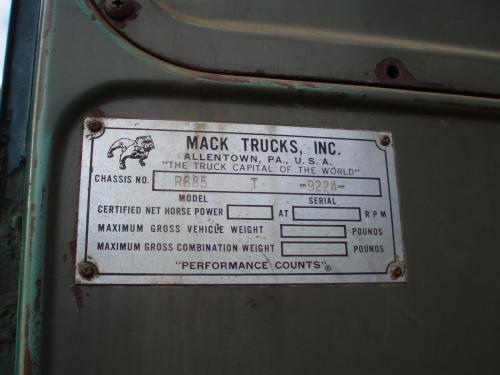 MACK TRUCKS, INC.
ALLENTOWN, PA., U.S.A.
"THE TRUCK CAPITAL OF THE WORLD"
CHASSIS NO. R685 T -9224-
MODEL SERIAL
CERTIFIED NET HORSE POWER AT RPM
MAXIMUM GROSS VEHICLE WEIGHT POUNDS
MAXIMUM GROSS COMBINATION WEIGHT POUNDS
"PERFORMANCE COUNTS"®